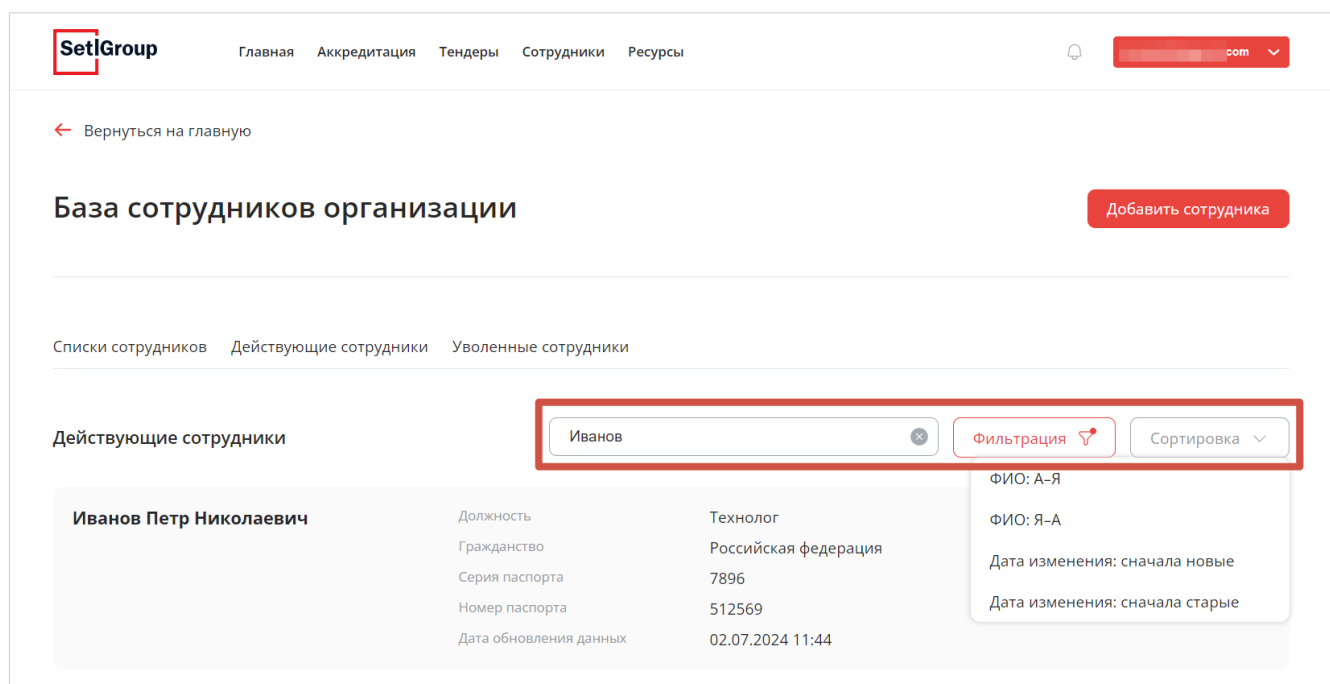 SetlGroup
Главная Аккредитация Тендеры Сотрудники Ресурсы
com
Вернуться на главную
База сотрудников организации
Добавить сотрудника
Списки сотрудников Действующие сотрудники Уволенные сотрудники
Действующие сотрудники
Иванов
Фильтрация
Сортировка
ФИО: А–Я
ФИО: Я–А
Дата изменения: сначала новые
Дата изменения: сначала старые
Иванов Петр Николаевич
Должность Технолог
Гражданство Российская федерация
Серия паспорта 7896
Номер паспорта 512569
Дата обновления данных 02.07.2024 11:44